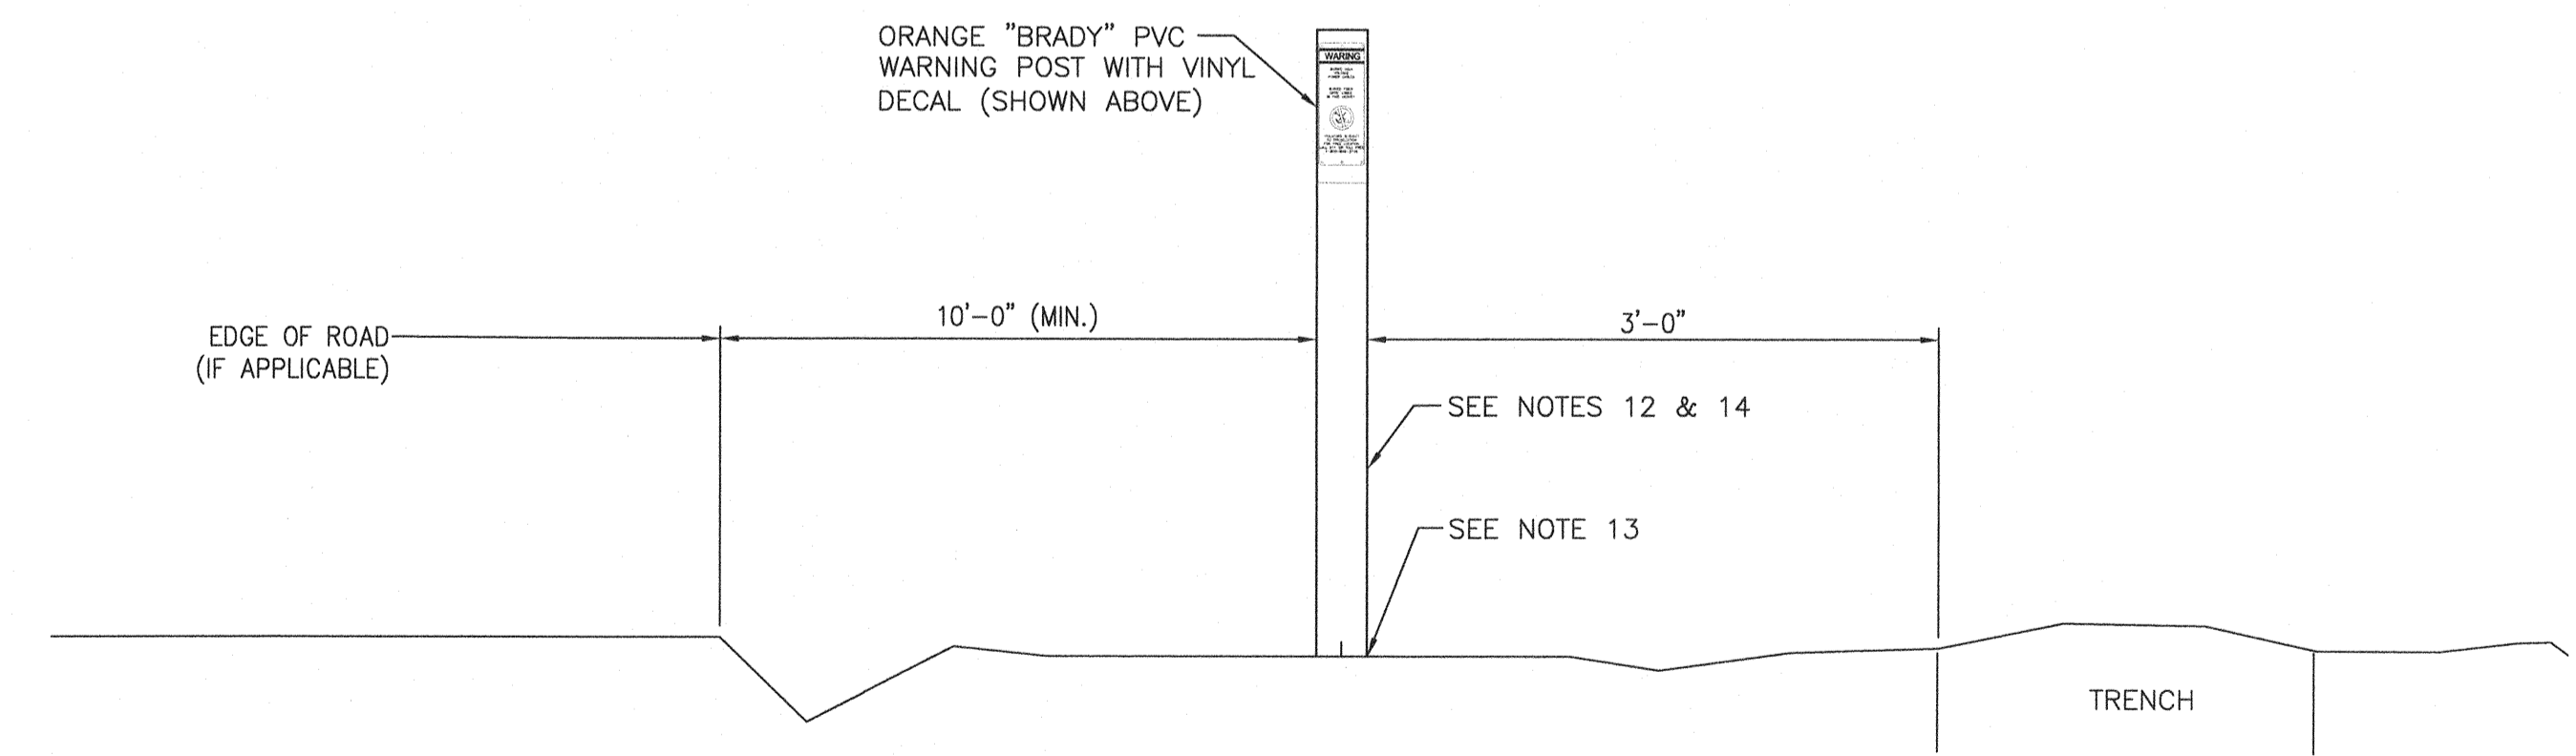 ORANGE "BRADY" PVC
WARNING POST WITH VINYL
DECAL (SHOWN ABOVE)
WARING
10'-0" (MIN.)
3'-0"
EDGE OF ROAD
(IF APPLICABLE)
SEE NOTES 12 & 14
SEE NOTE 13
TRENCH